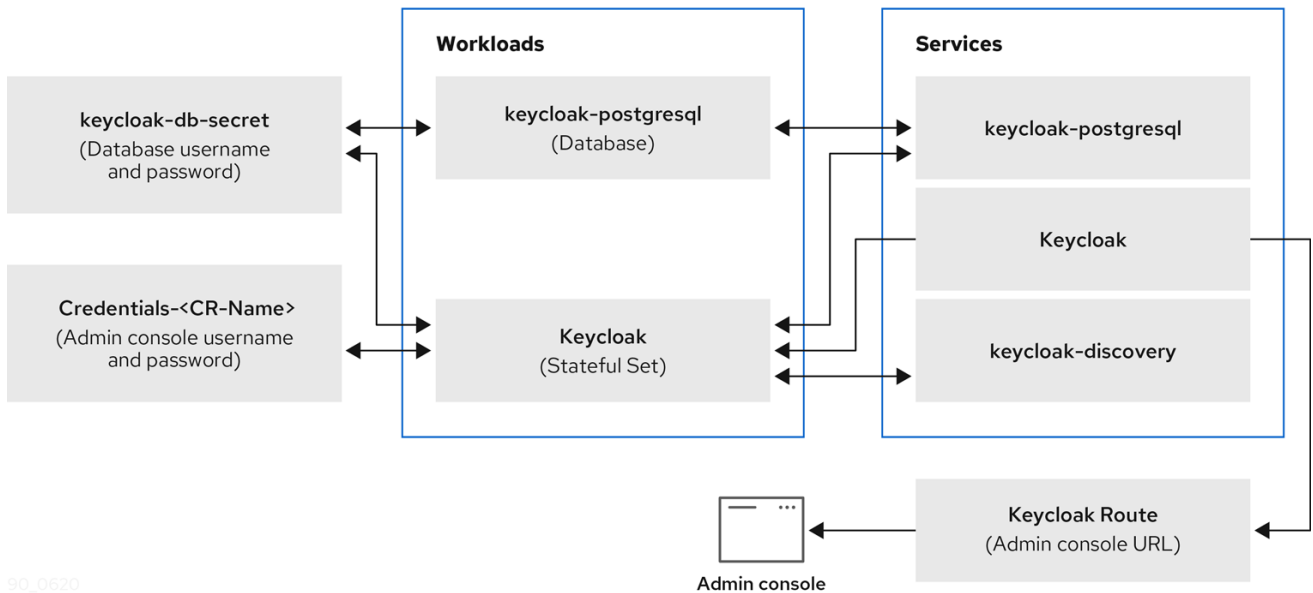 Workloads
Services
keycloak-db-secret
(Database username
and password)
keycloak-postgresql
(Database)
keycloak-postgresql
Keycloak
Credentials-<CR-Name>
(Admin console username
and password)
Keycloak
(Stateful Set)
keycloak-discovery
Keycloak Route
(Admin console URL)
Admin console
90_0620